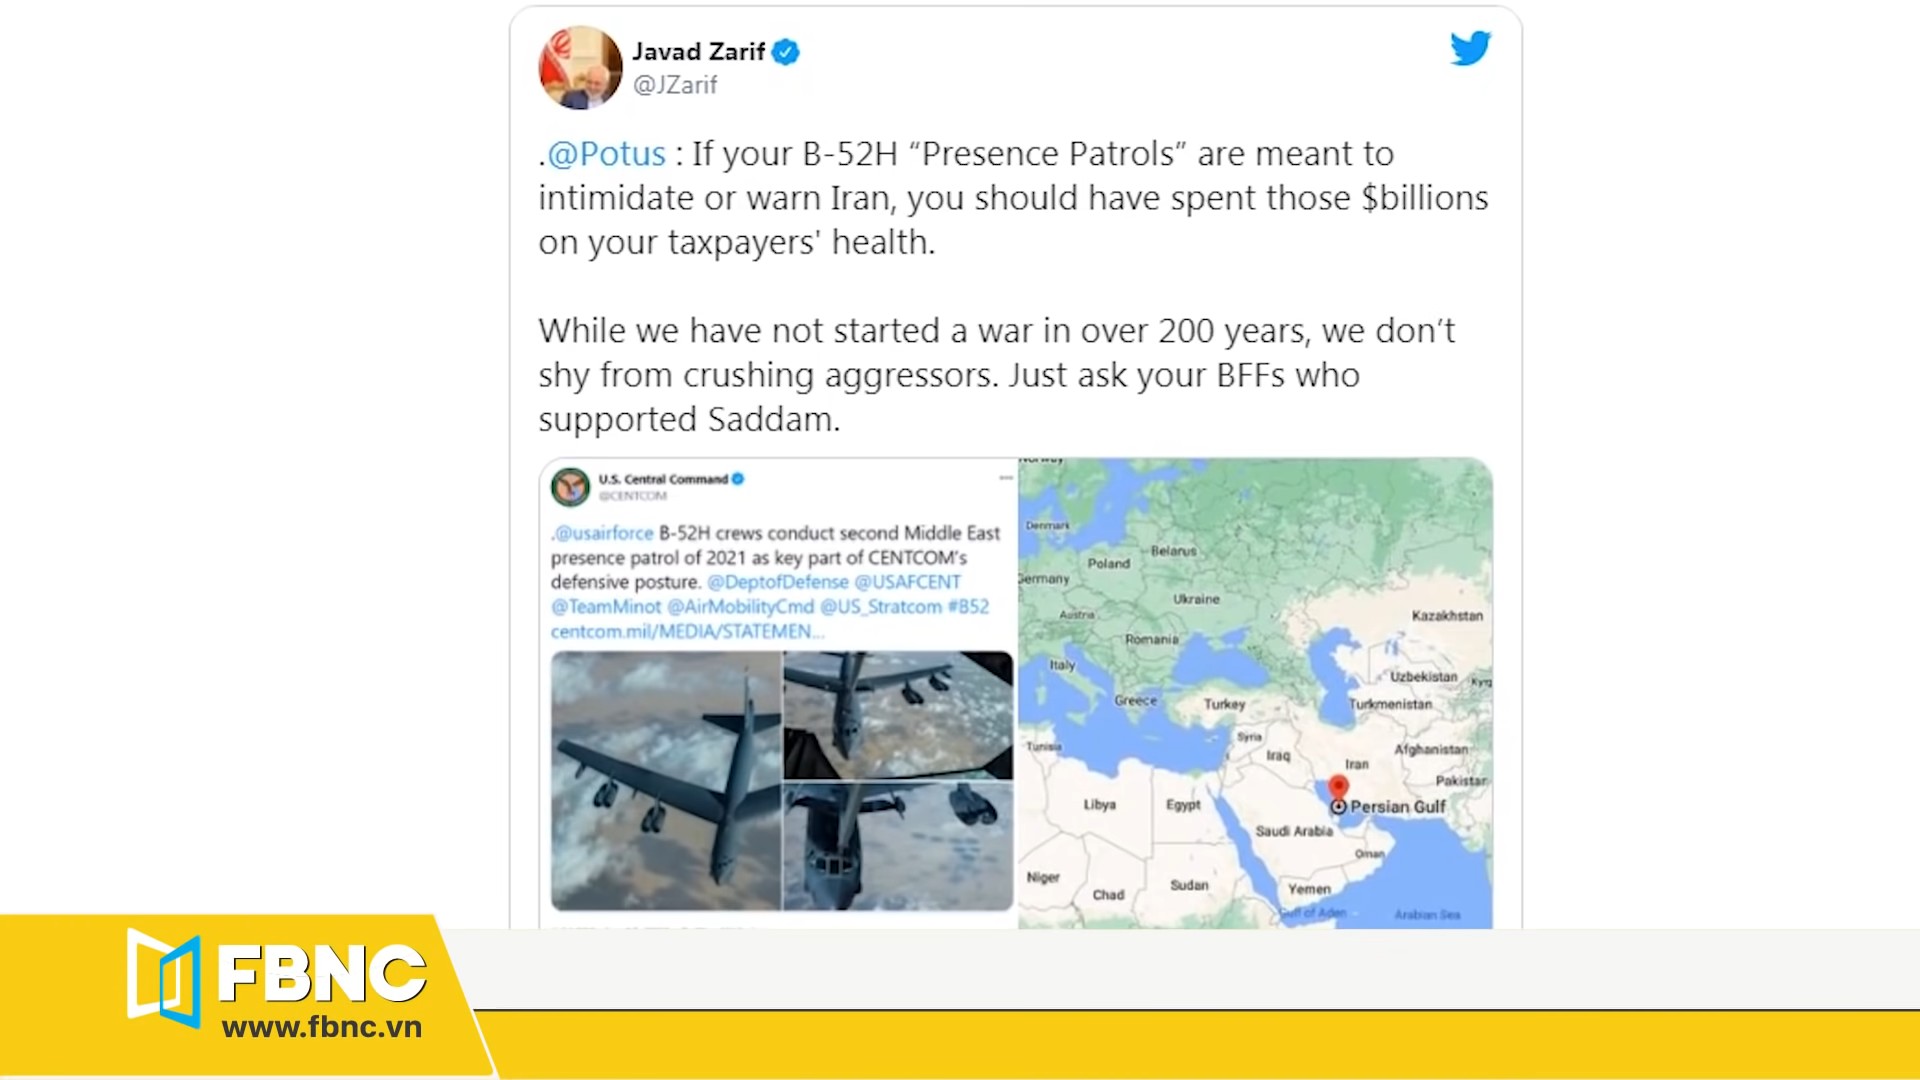 Javad Zarif
@JZarif
.@Potus : If your B-52H “Presence Patrols” are meant to
intimidate or warn Iran, you should have spent those $billions
on your taxpayers' health.
While we have not started a war in over 200 years, we don’t
shy from crushing aggressors. Just ask your BFFs who
supported Saddam.
U.S. Central Command
@CENTCOM
.@usairforce B-52H crews conduct second Middle East
presence patrol of 2021 as key part of CENTCOM's
defensive posture. @DeptofDefense @USAFCENT
@TeamMinot @AirMobilityCmd @US_Stratcom #B52
centcom.mil/MEDIA/STATEMEN...
Norway
Denmark
Belarus
Poland
Germany
Ukraine
Austria
Kazakhstan
Romania
Italy
Uzbekistan
Kyrg
Greece
Turkey
Turkmenistan
Syria
Tunisia
Iraq
Afghanistan
Iran
Pakistan
Persian Gulf
Libya
Egypt
Saudi Arabia
Oman
Niger
Sudan
Chad
Yemen
Gulf of Aden
Arabian Sea
FBNC
www.fbnc.vn